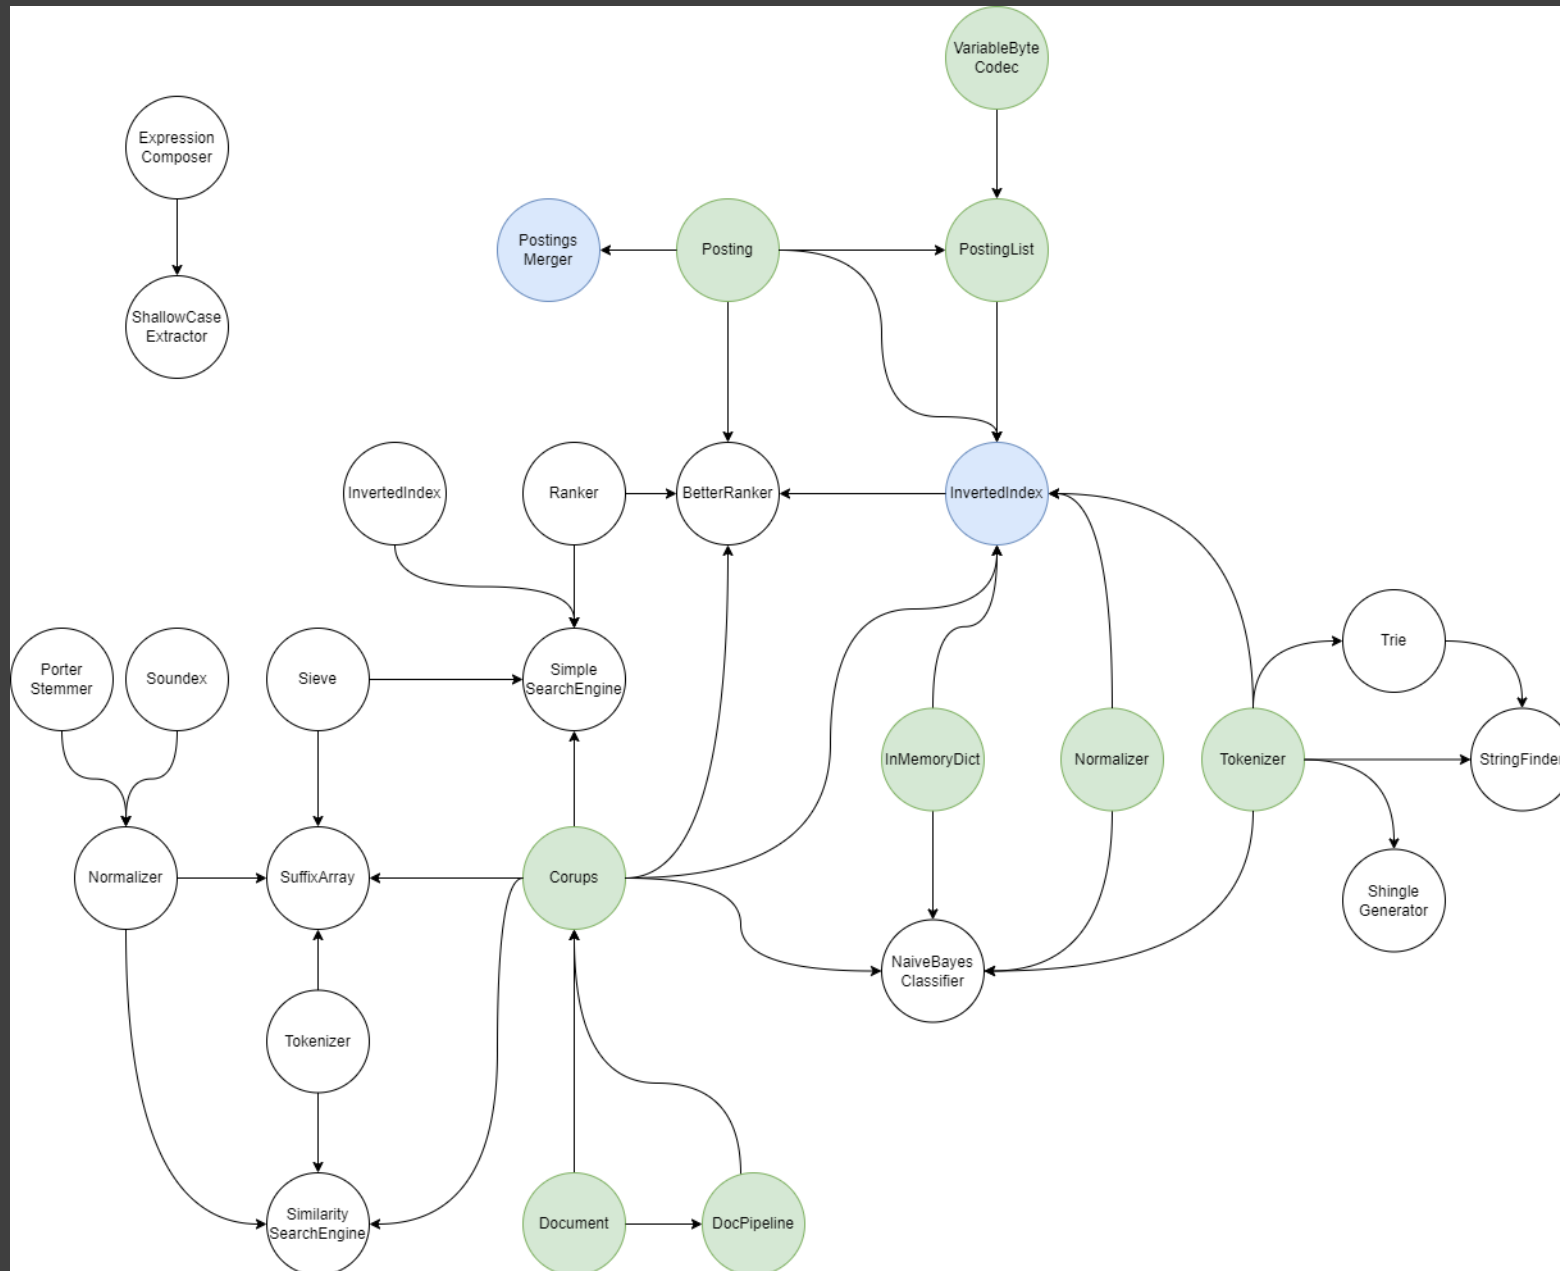 VariableByte
Codec
Expression
Composer
Postings
Merger
Posting
PostingList
ShallowCase
Extractor
InvertedIndex
Ranker
BetterRanker
InvertedIndex
Trie
Porter
Stemmer
Soundex
Sieve
Simple
SearchEngine
InMemoryDict
Normalizer
Tokenizer
StringFinder
Normalizer
SuffixArray
Corups
Shingle
Generator
NaiveBayes
Classifier
Tokenizer
Similarity
SearchEngine
Document
DocPipeline